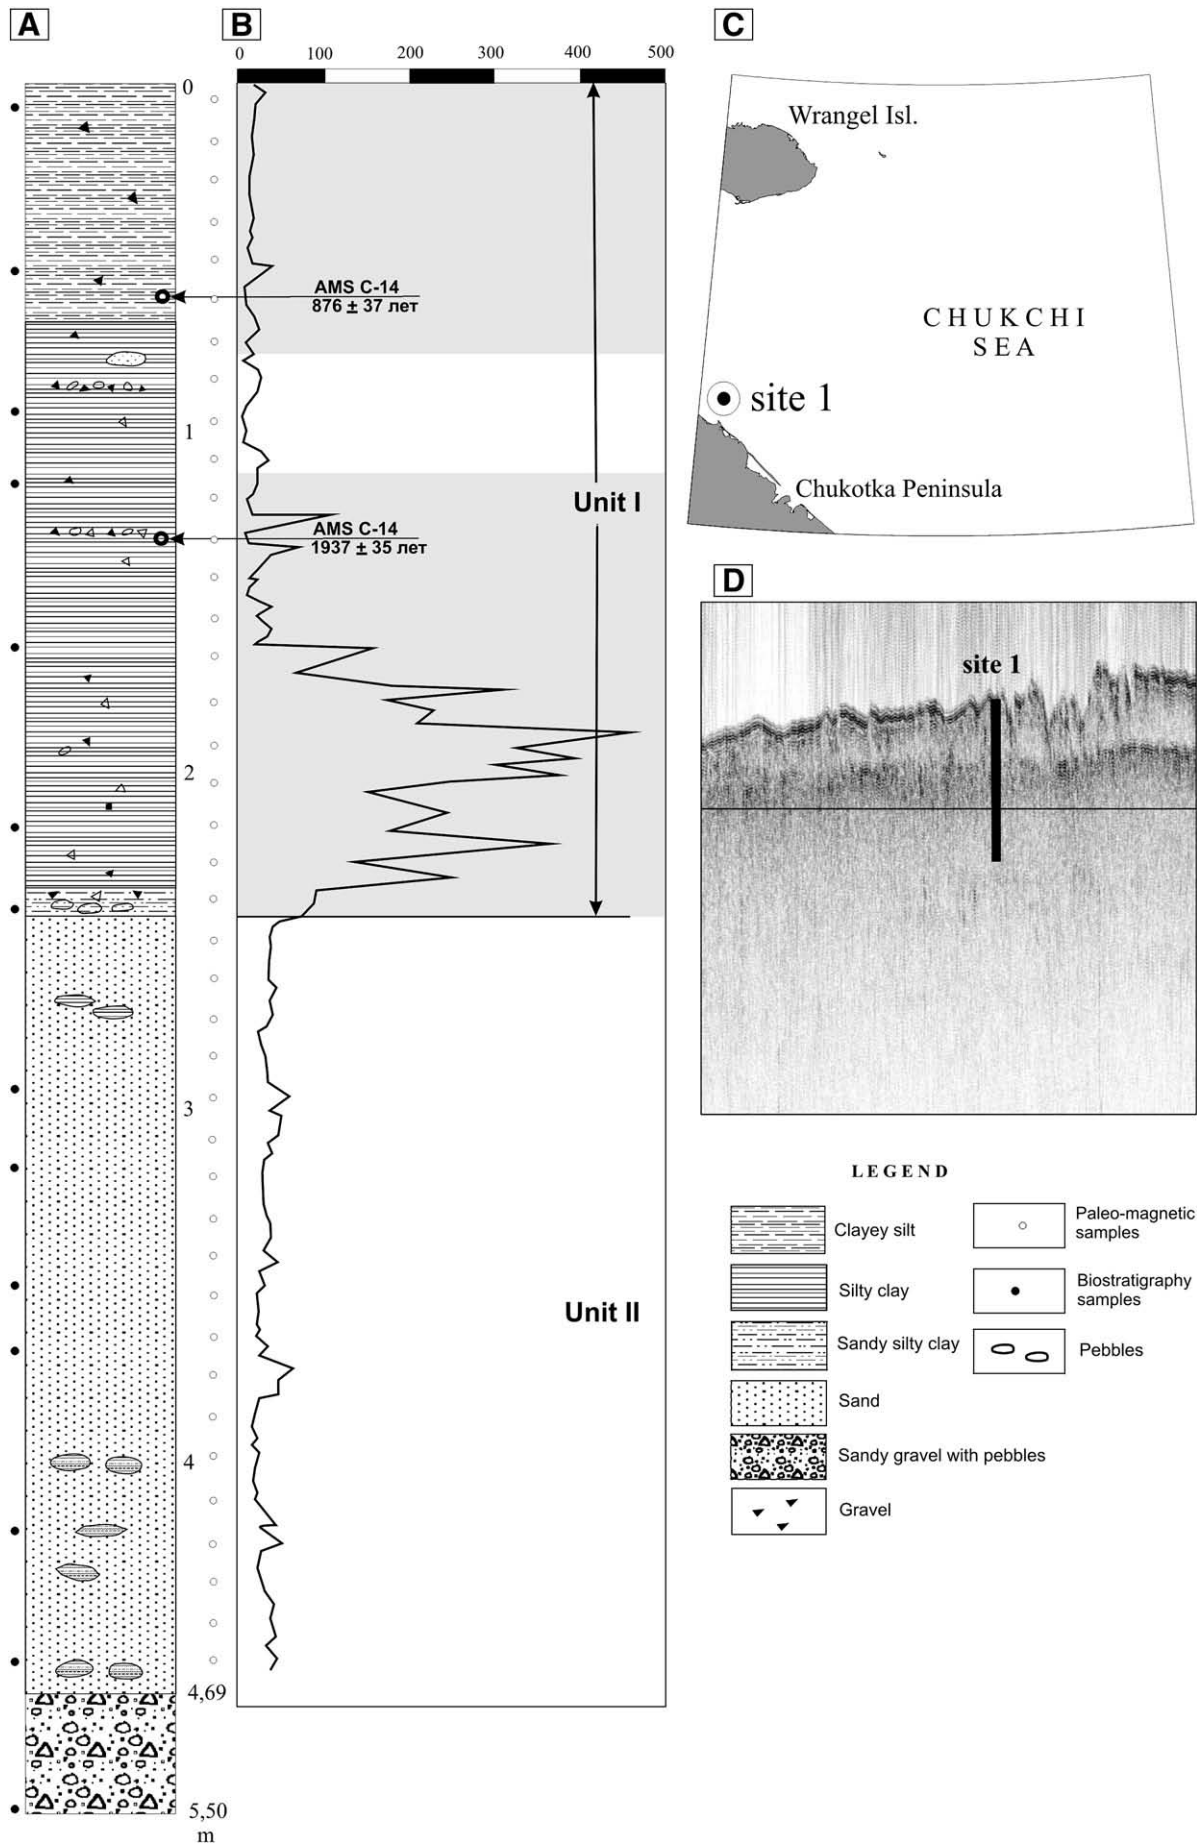 A
B
C
0
100
200
300
400
500
0
Wrangel Isl.
AMS C-14
876 ± 37 лет
CHUKCHI
SEA
site 1
1
Chukotka Peninsula
Unit I
AMS C-14
1937 ± 35 лет
D
site 1
2
3
LEGEND
Clayey silt
Paleo-magnetic
samples
Silty clay
Biostratigraphy
samples
Sandy silty clay
Pebbles
Sand
Sandy gravel with pebbles
Gravel
Unit II
4
4,69
5,50
m